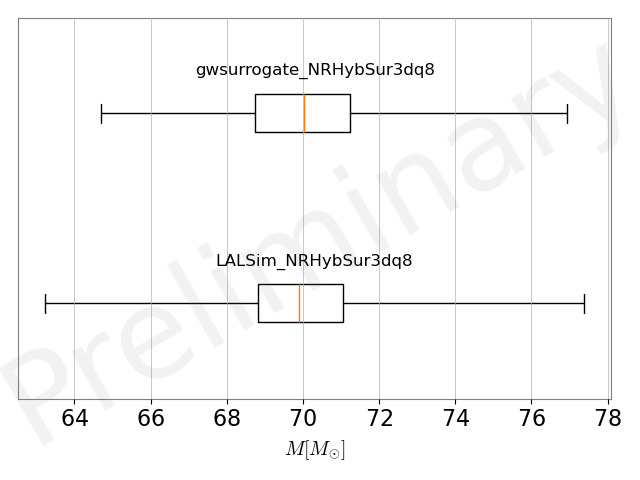 gwsurrogate_NRHybSur3dq8
LALSim_NRHybSur3dq8
64 66 68 70 72 74 76 78
M[M⊙]
Preliminary